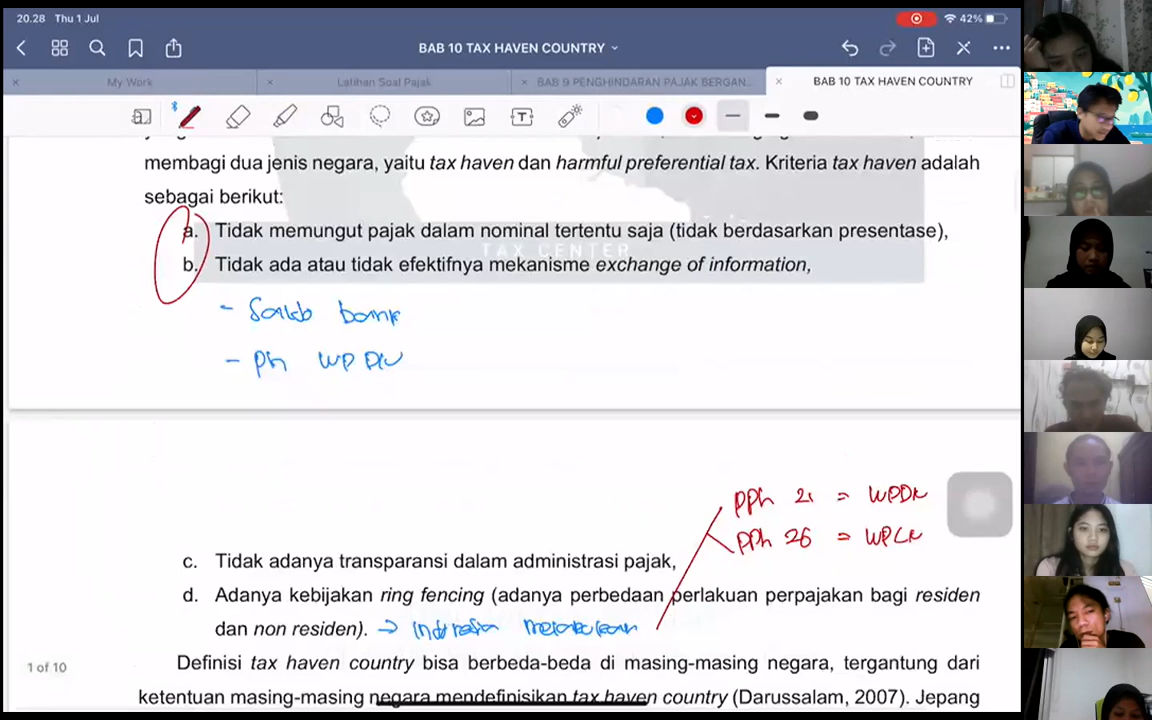 20.28 Thu 1 Jul
42%
BAB 10 TAX HAVEN COUNTRY
My Work
Latihan Soal Pajak
BAB 9 PENGHINDARAN PAJAK BERGAN...
BAB 10 TAX HAVEN COUNTRY
membagi dua jenis negara, yaitu tax haven dan harmful preferential tax. Kriteria tax haven adalah
sebagai berikut:
a. Tidak memungut pajak dalam nominal tertentu saja (tidak berdasarkan presentase),
TAX CENTER
b. Tidak ada atau tidak efektifnya mekanisme exchange of information,
- Saldo bank
- Ph WP DN
PPh 21 = WPDN
PPh 26 = WPLN
c. Tidak adanya transparansi dalam administrasi pajak,
d. Adanya kebijakan ring fencing (adanya perbedaan perlakuan perpajakan bagi residen
dan non residen). → Indonesia melakukan
1 of 10
Definisi tax haven country bisa berbeda-beda di masing-masing negara, tergantung dari
ketentuan masing-masing negara mendefinisikan tax haven country (Darussalam, 2007). Jepang